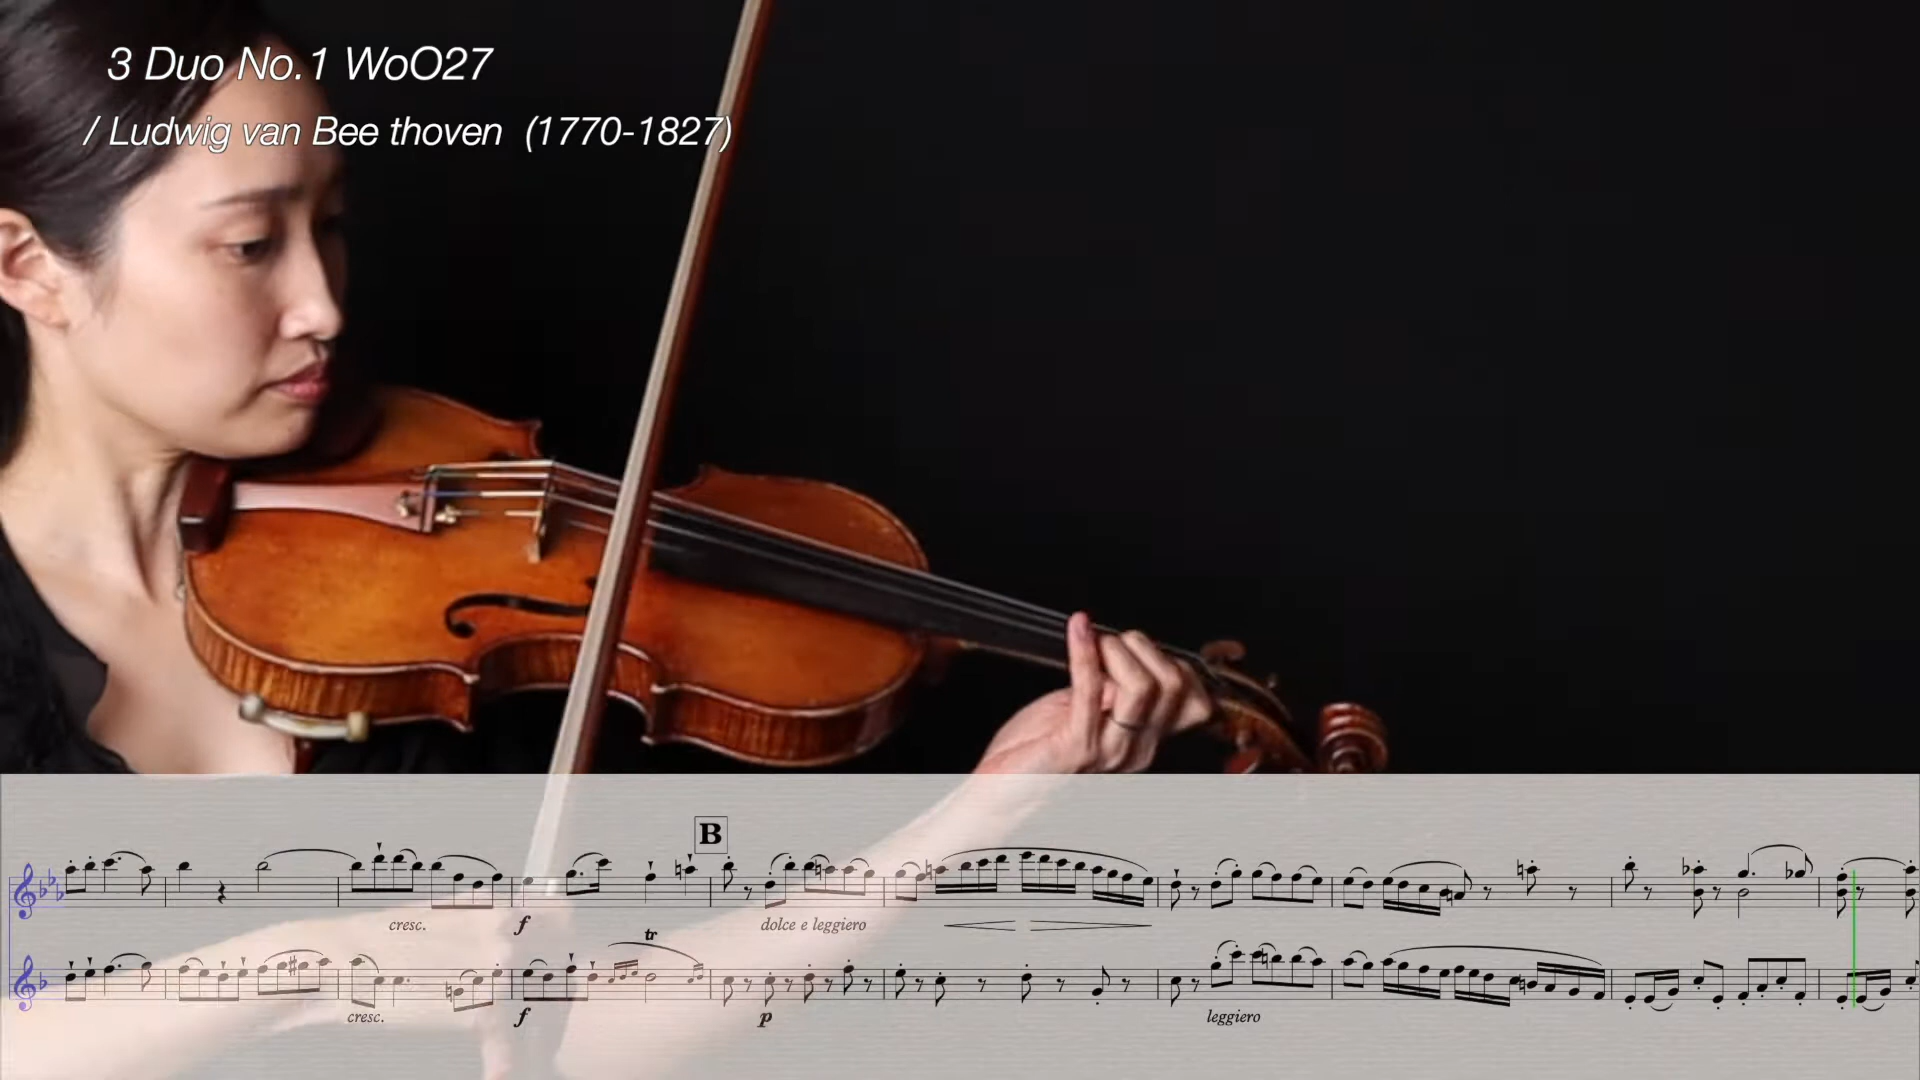 3 Duo No.1 WoO27
/ Ludwig van Bee thoven (1770-1827)
B
cresc.
f
dolce e leggiero
tr
cresc.
f
p
leggiero